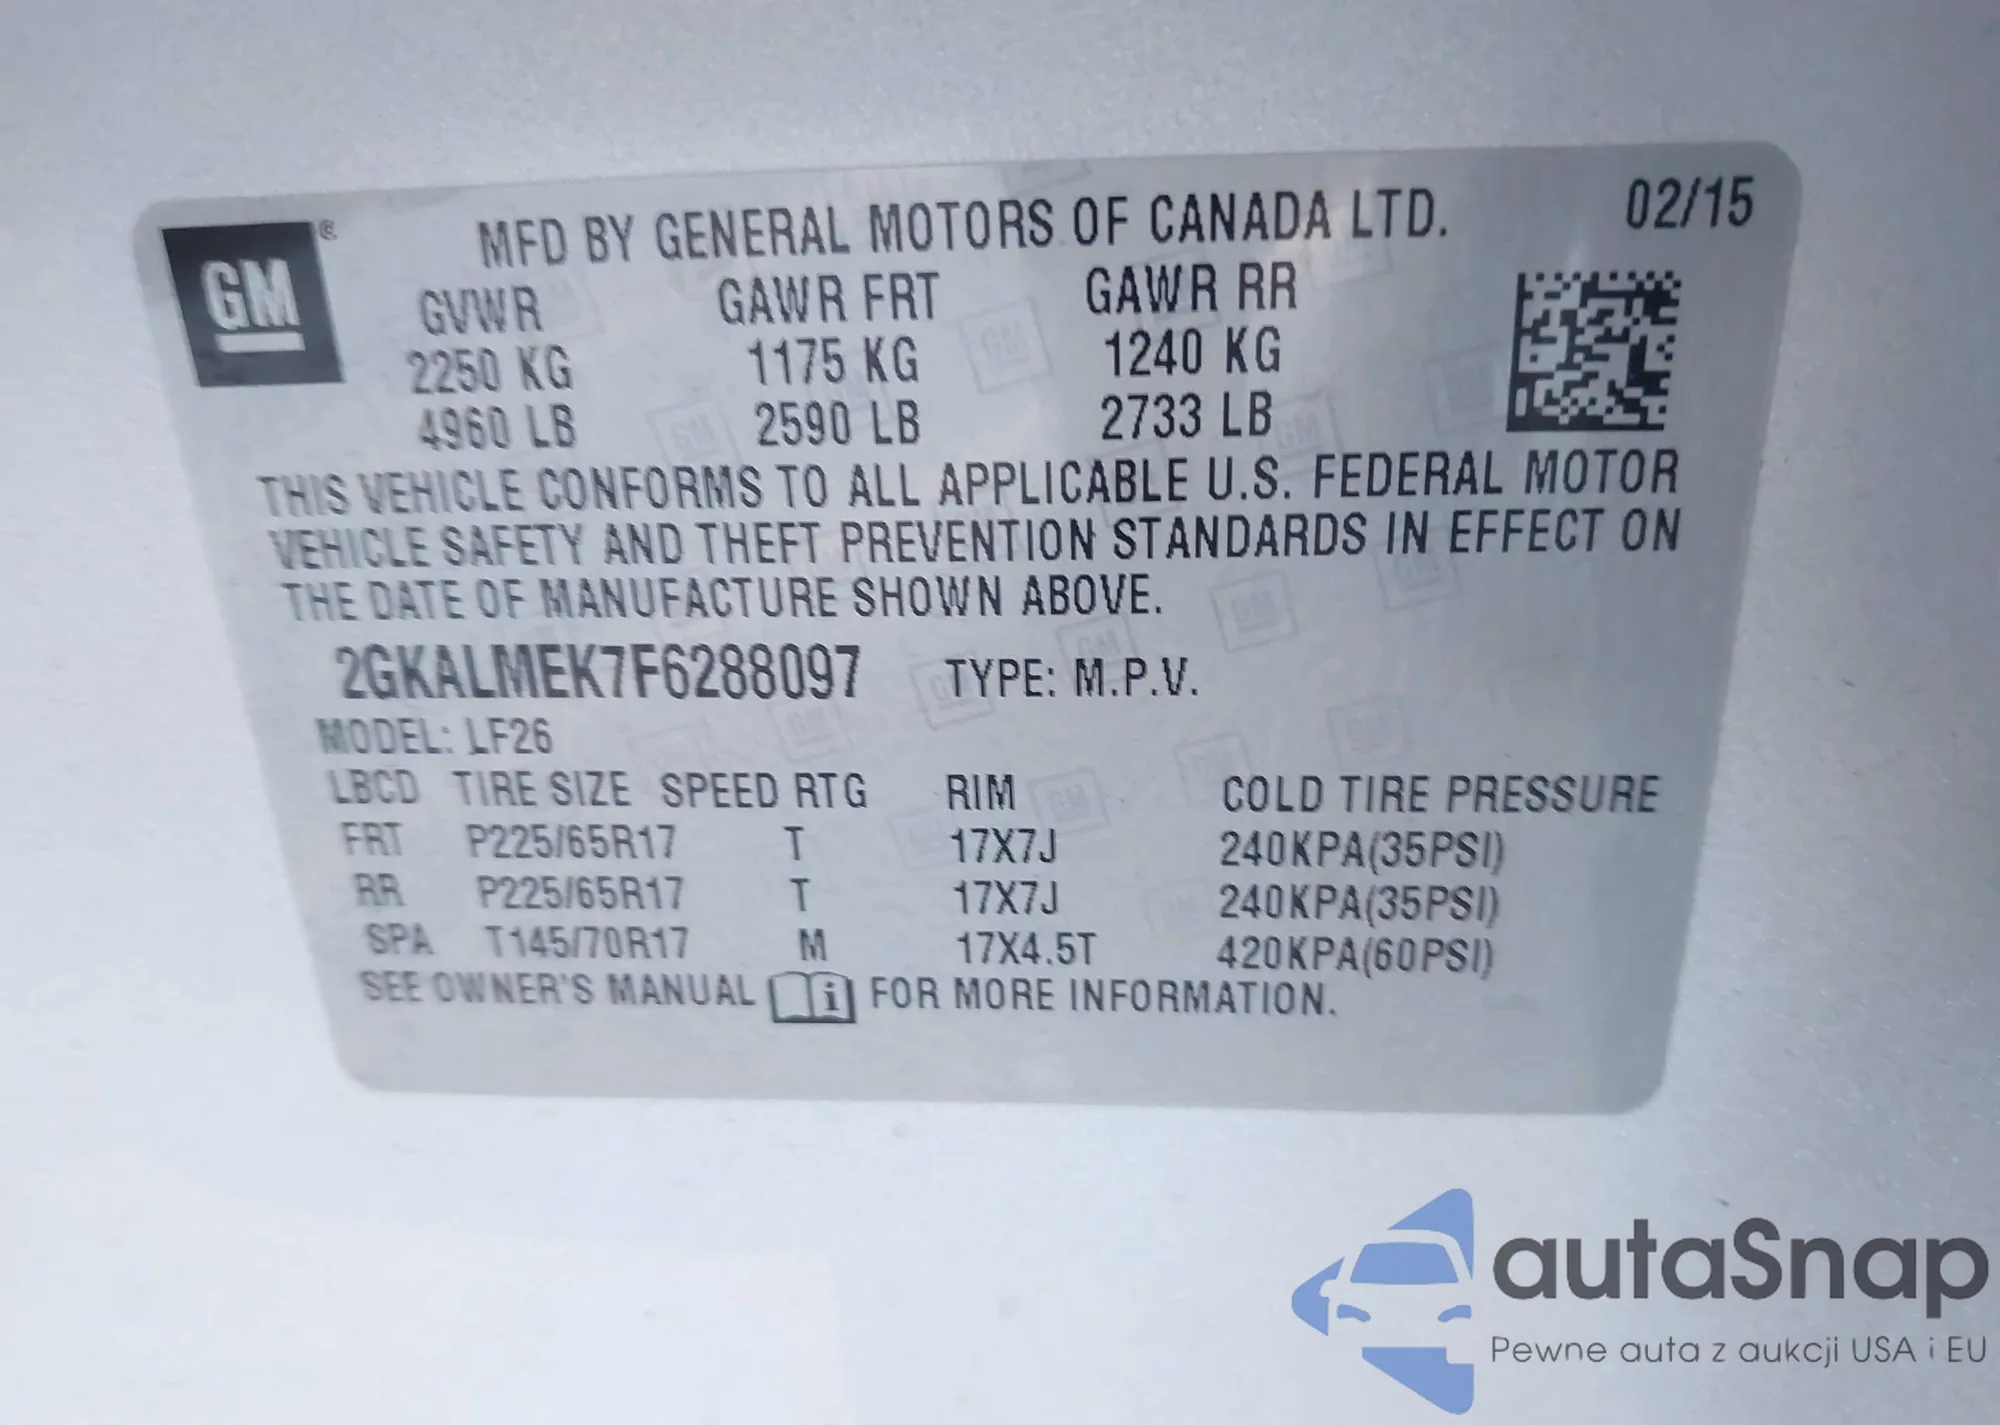 GM ®
MFD BY GENERAL MOTORS OF CANADA LTD. 02/15
GVWR GAWR FRT GAWR RR
2250 KG 1175 KG 1240 KG
4960 LB 2590 LB 2733 LB
THIS VEHICLE CONFORMS TO ALL APPLICABLE U.S. FEDERAL MOTOR
VEHICLE SAFETY AND THEFT PREVENTION STANDARDS IN EFFECT ON
THE DATE OF MANUFACTURE SHOWN ABOVE.
2GKALMEK7F6288097 TYPE: M.P.V.
MODEL: LF26
LBCD TIRE SIZE SPEED RTG RIM COLD TIRE PRESSURE
FRT P225/65R17 T 17X7J 240KPA(35PSI)
RR P225/65R17 T 17X7J 240KPA(35PSI)
SPA T145/70R17 M 17X4.5T 420KPA(60PSI)
SEE OWNER'S MANUAL i FOR MORE INFORMATION.
autaSnap
Pewne auta z aukcji USA i EU